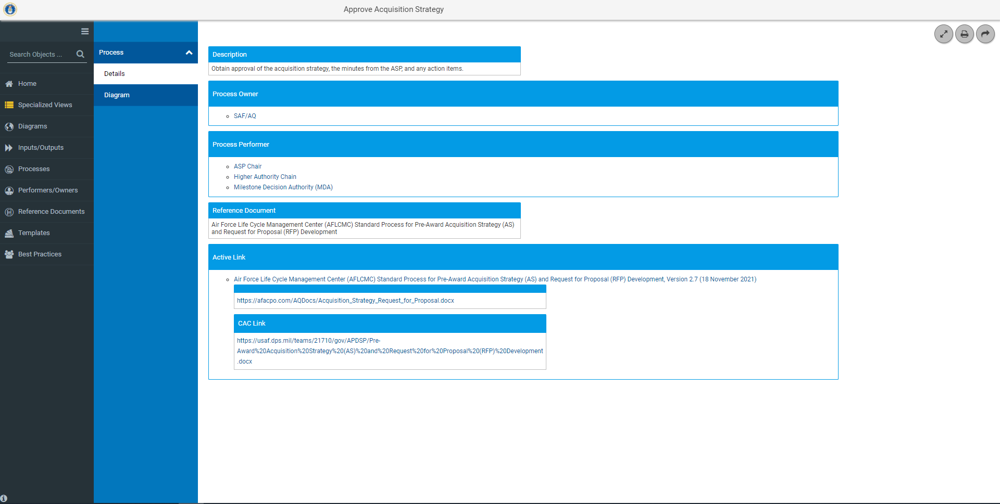 Approve Acquisition Strategy
Search Objects ...
Home
Specialized Views
Diagrams
Inputs/Outputs
Processes
Performers/Owners
Reference Documents
Templates
Best Practices
Process
Details
Diagram
Description
Obtain approval of the acquisition strategy, the minutes from the ASP, and any action items.
Process Owner
SAF/AQ
Process Performer
ASP Chair
Higher Authority Chain
Milestone Decision Authority (MDA)
Reference Document
Air Force Life Cycle Management Center (AFLCMC) Standard Process for Pre-Award Acquisition Strategy (AS)
and Request for Proposal (RFP) Development
Active Link
Air Force Life Cycle Management Center (AFLCMC) Standard Process for Pre-Award Acquisition Strategy (AS) and Request for Proposal (RFP) Development, Version 2.7 (18 November 2021)
https://afacpo.com/AQDocs/Acquisition_Strategy_Request_for_Proposal.docx
CAC Link
https://usaf.dps.mil/teams/21710/gov/APDSP/Pre-
Award%20Acquisition%20Strategy%20(AS)%20and%20Request%20for%20Proposal%20(RFP)%20Development
.docx